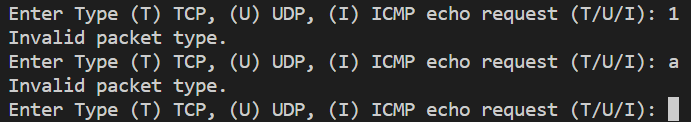 Enter Type (T) TCP, (U) UDP, (I) ICMP echo request (T/U/I): 1
Invalid packet type.
Enter Type (T) TCP, (U) UDP, (I) ICMP echo request (T/U/I): a
Invalid packet type.
Enter Type (T) TCP, (U) UDP, (I) ICMP echo request (T/U/I):